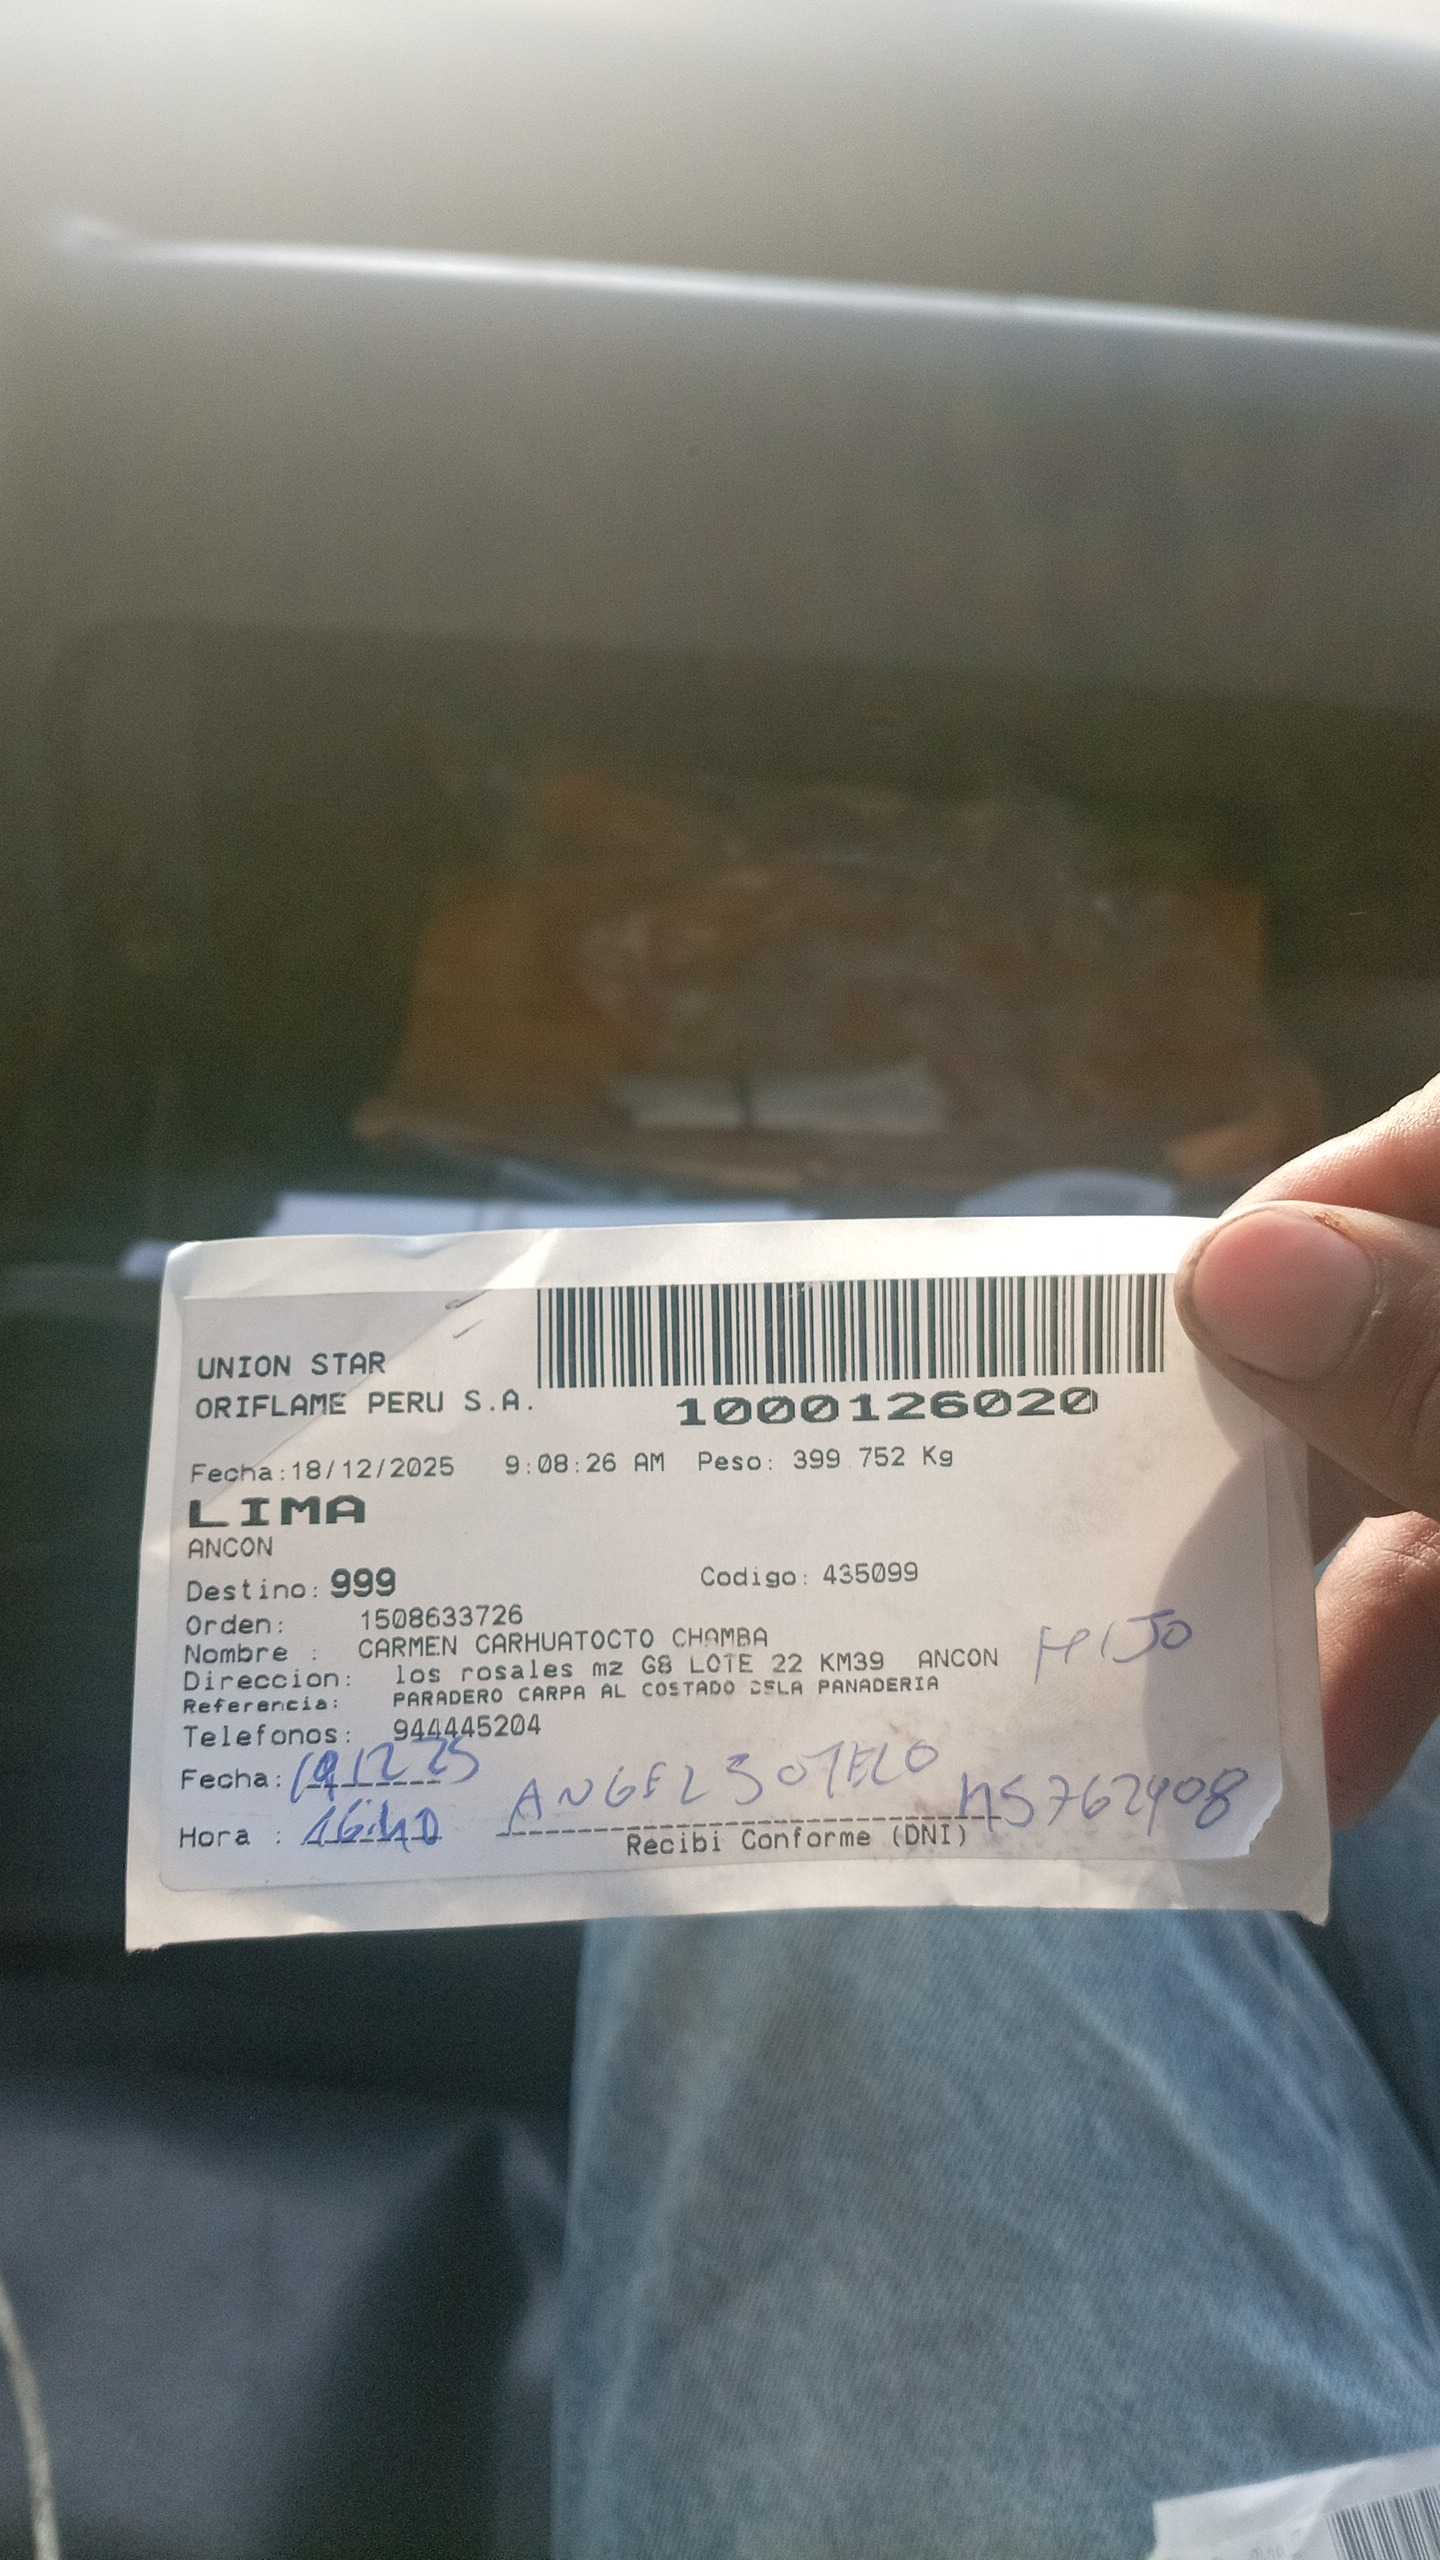 UNION STAR
ORIFLAME PERU S.A.
1000126020
Fecha:18/12/2025 9:08:26 AM Peso: 399.752 Kg
LIMA
ANCON
Destino: 999 Codigo: 435099
Orden: 1508633726
Nombre : CARMEN CARHUATOCTO CHAMBA
Direccion: los rosales mz G8 LOTE 22 KM39 ANCON
HIJO
Referencia: PARADERO CARPA AL COSTADO DELA PANADERIA
Telefonos: 944445204
Fecha: 19 12 25
ANGEL SOTELO
Hora : 16:40
Recibi Conforme (DNI)